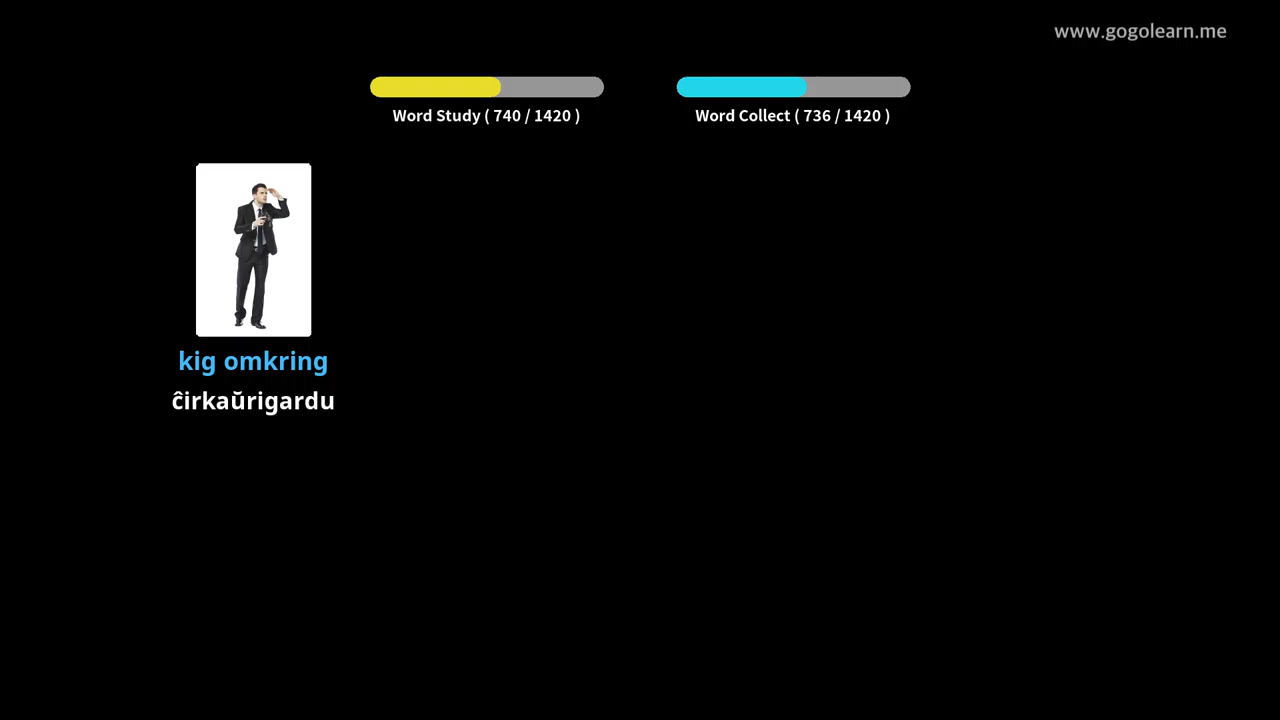 www.gogolearn.me
Word Study ( 740 / 1420 )
Word Collect ( 736 / 1420 )
kig omkring
ĉirkaŭrigardu